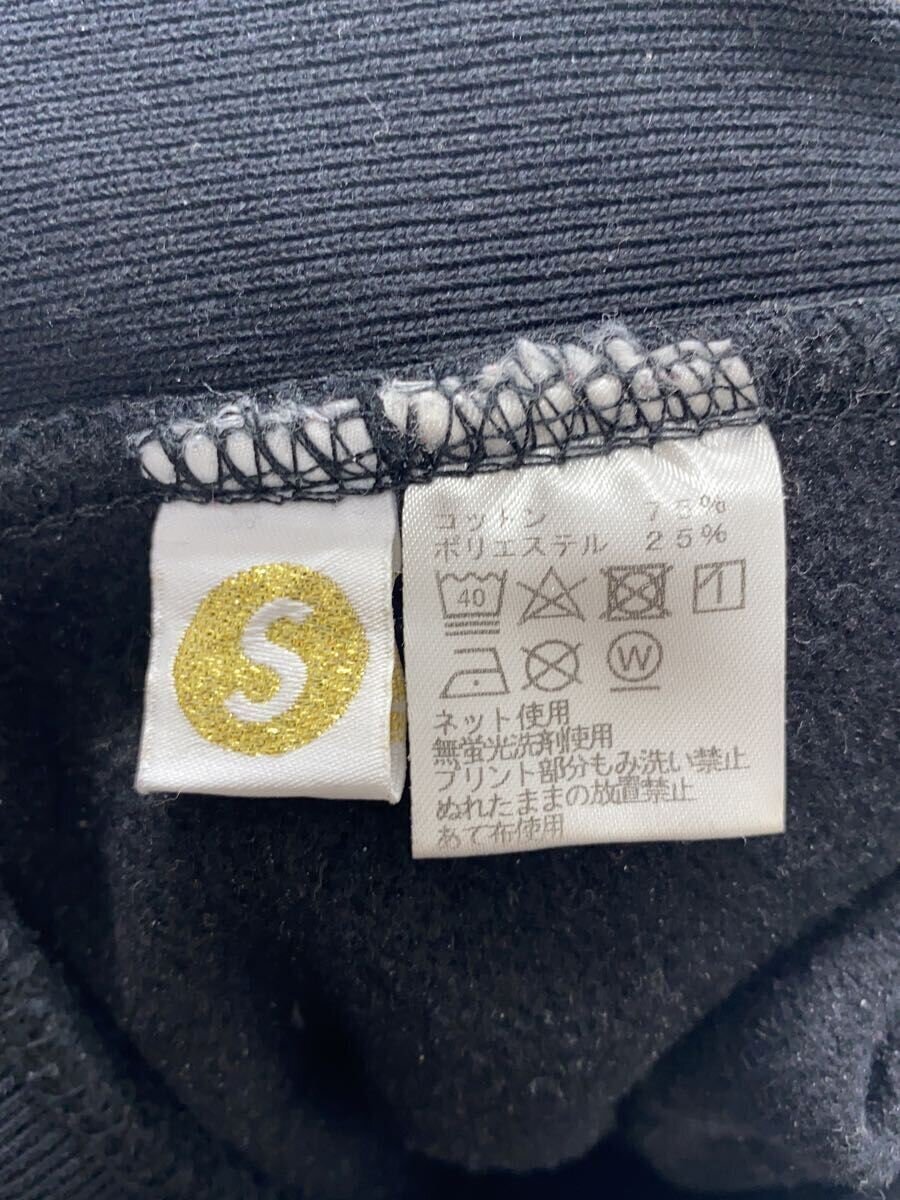 S
コットン 75%
ポリエステル 25%
40
W
ネット使用
無蛍光洗剤使用
プリント部分もみ洗い禁止
ぬれたままの放置禁止
あて布使用